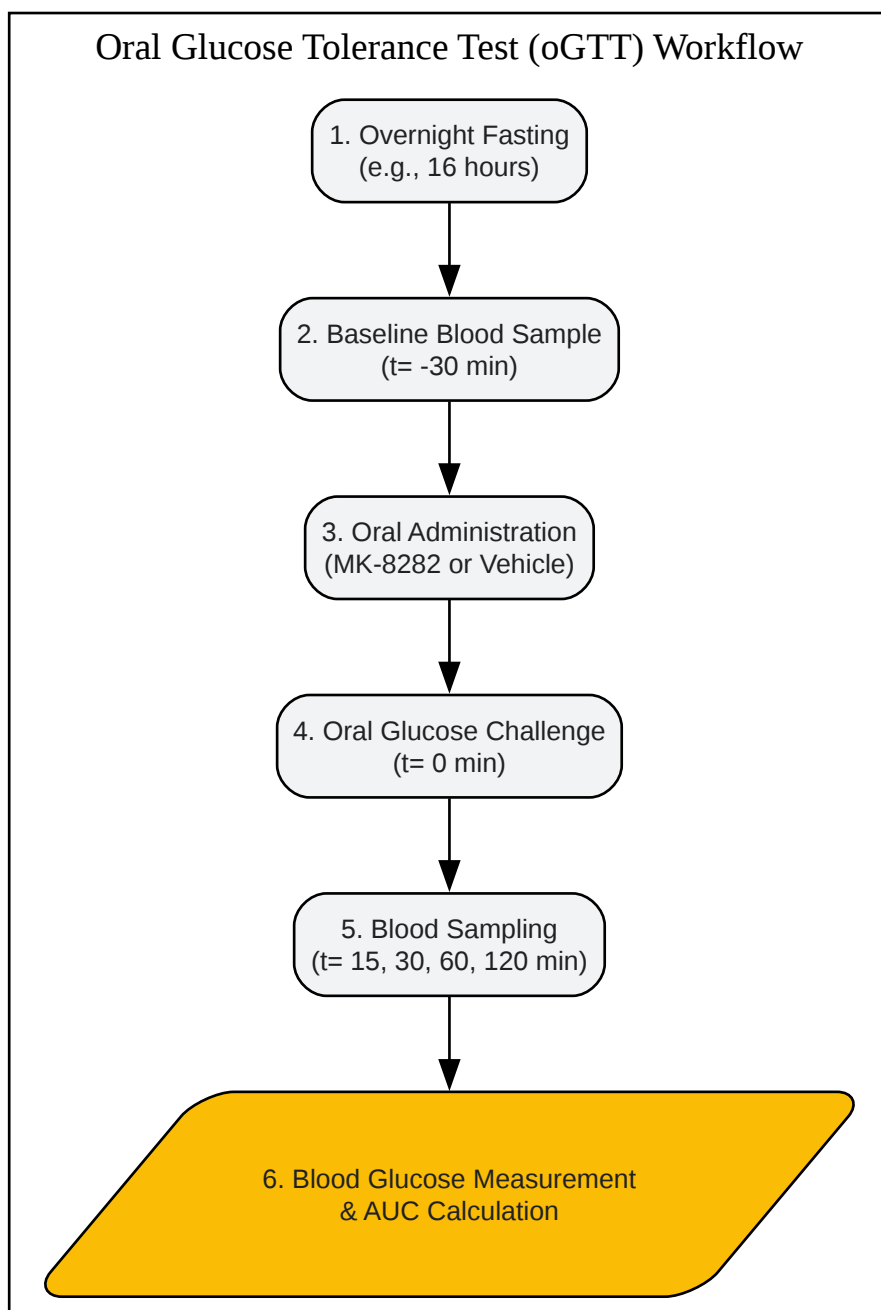 Oral Glucose Tolerance Test (oGTT) Workflow
1. Overnight Fasting
(e.g., 16 hours)
2. Baseline Blood Sample
(t= -30 min)
3. Oral Administration
(MK-8282 or Vehicle)
4. Oral Glucose Challenge
(t= 0 min)
5. Blood Sampling
(t= 15, 30, 60, 120 min)
6. Blood Glucose Measurement
& AUC Calculation